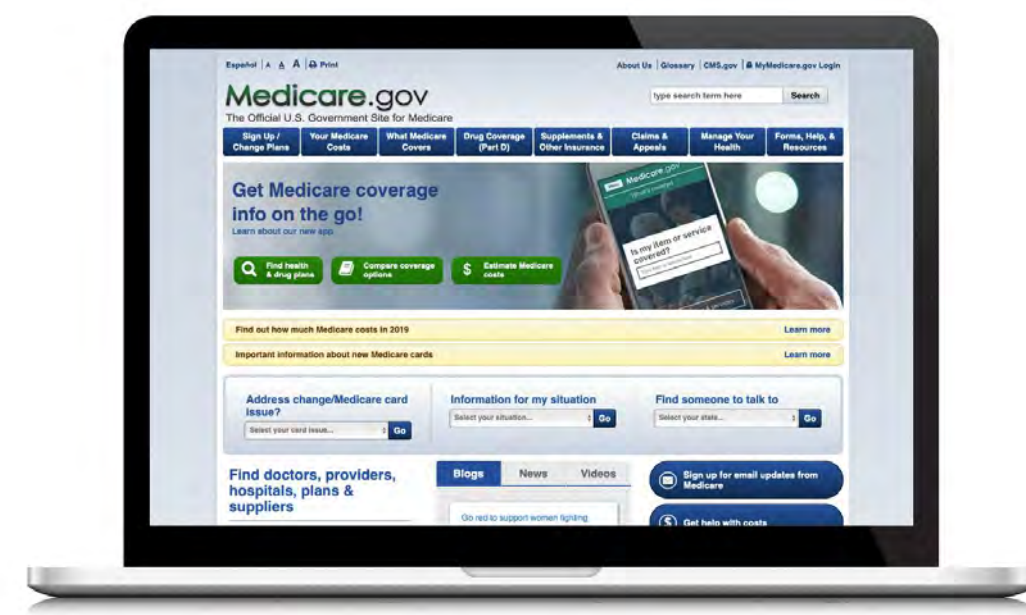 Español A A A Print About Us Glossary CMS.gov MyMedicare.gov Login
Medicare.gov
type search term here Search
The Official U.S. Government Site for Medicare
Sign Up / Change Plans
Your Medicare Costs
What Medicare Covers
Drug Coverage (Part D)
Supplements & Other Insurance
Claims & Appeals
Manage Your Health
Forms, Help, & Resources
Get Medicare coverage
info on the go!
Learn about our new app
Find health & drug plans
Compare coverage options
Estimate Medicare costs
Menu Medicare.gov
What's covered
Is my item or service
covered?
Find out how much Medicare costs in 2019 Learn more
Important information about new Medicare cards Learn more
Address change/Medicare card
issue?
Select your card issue... Go
Information for my situation
Select your situation... Go
Find someone to talk to
Select your state... Go
Find doctors, providers,
hospitals, plans &
suppliers
Blogs News Videos
Go red to support women fighting
Sign up for email updates from
Medicare
Get help with costs